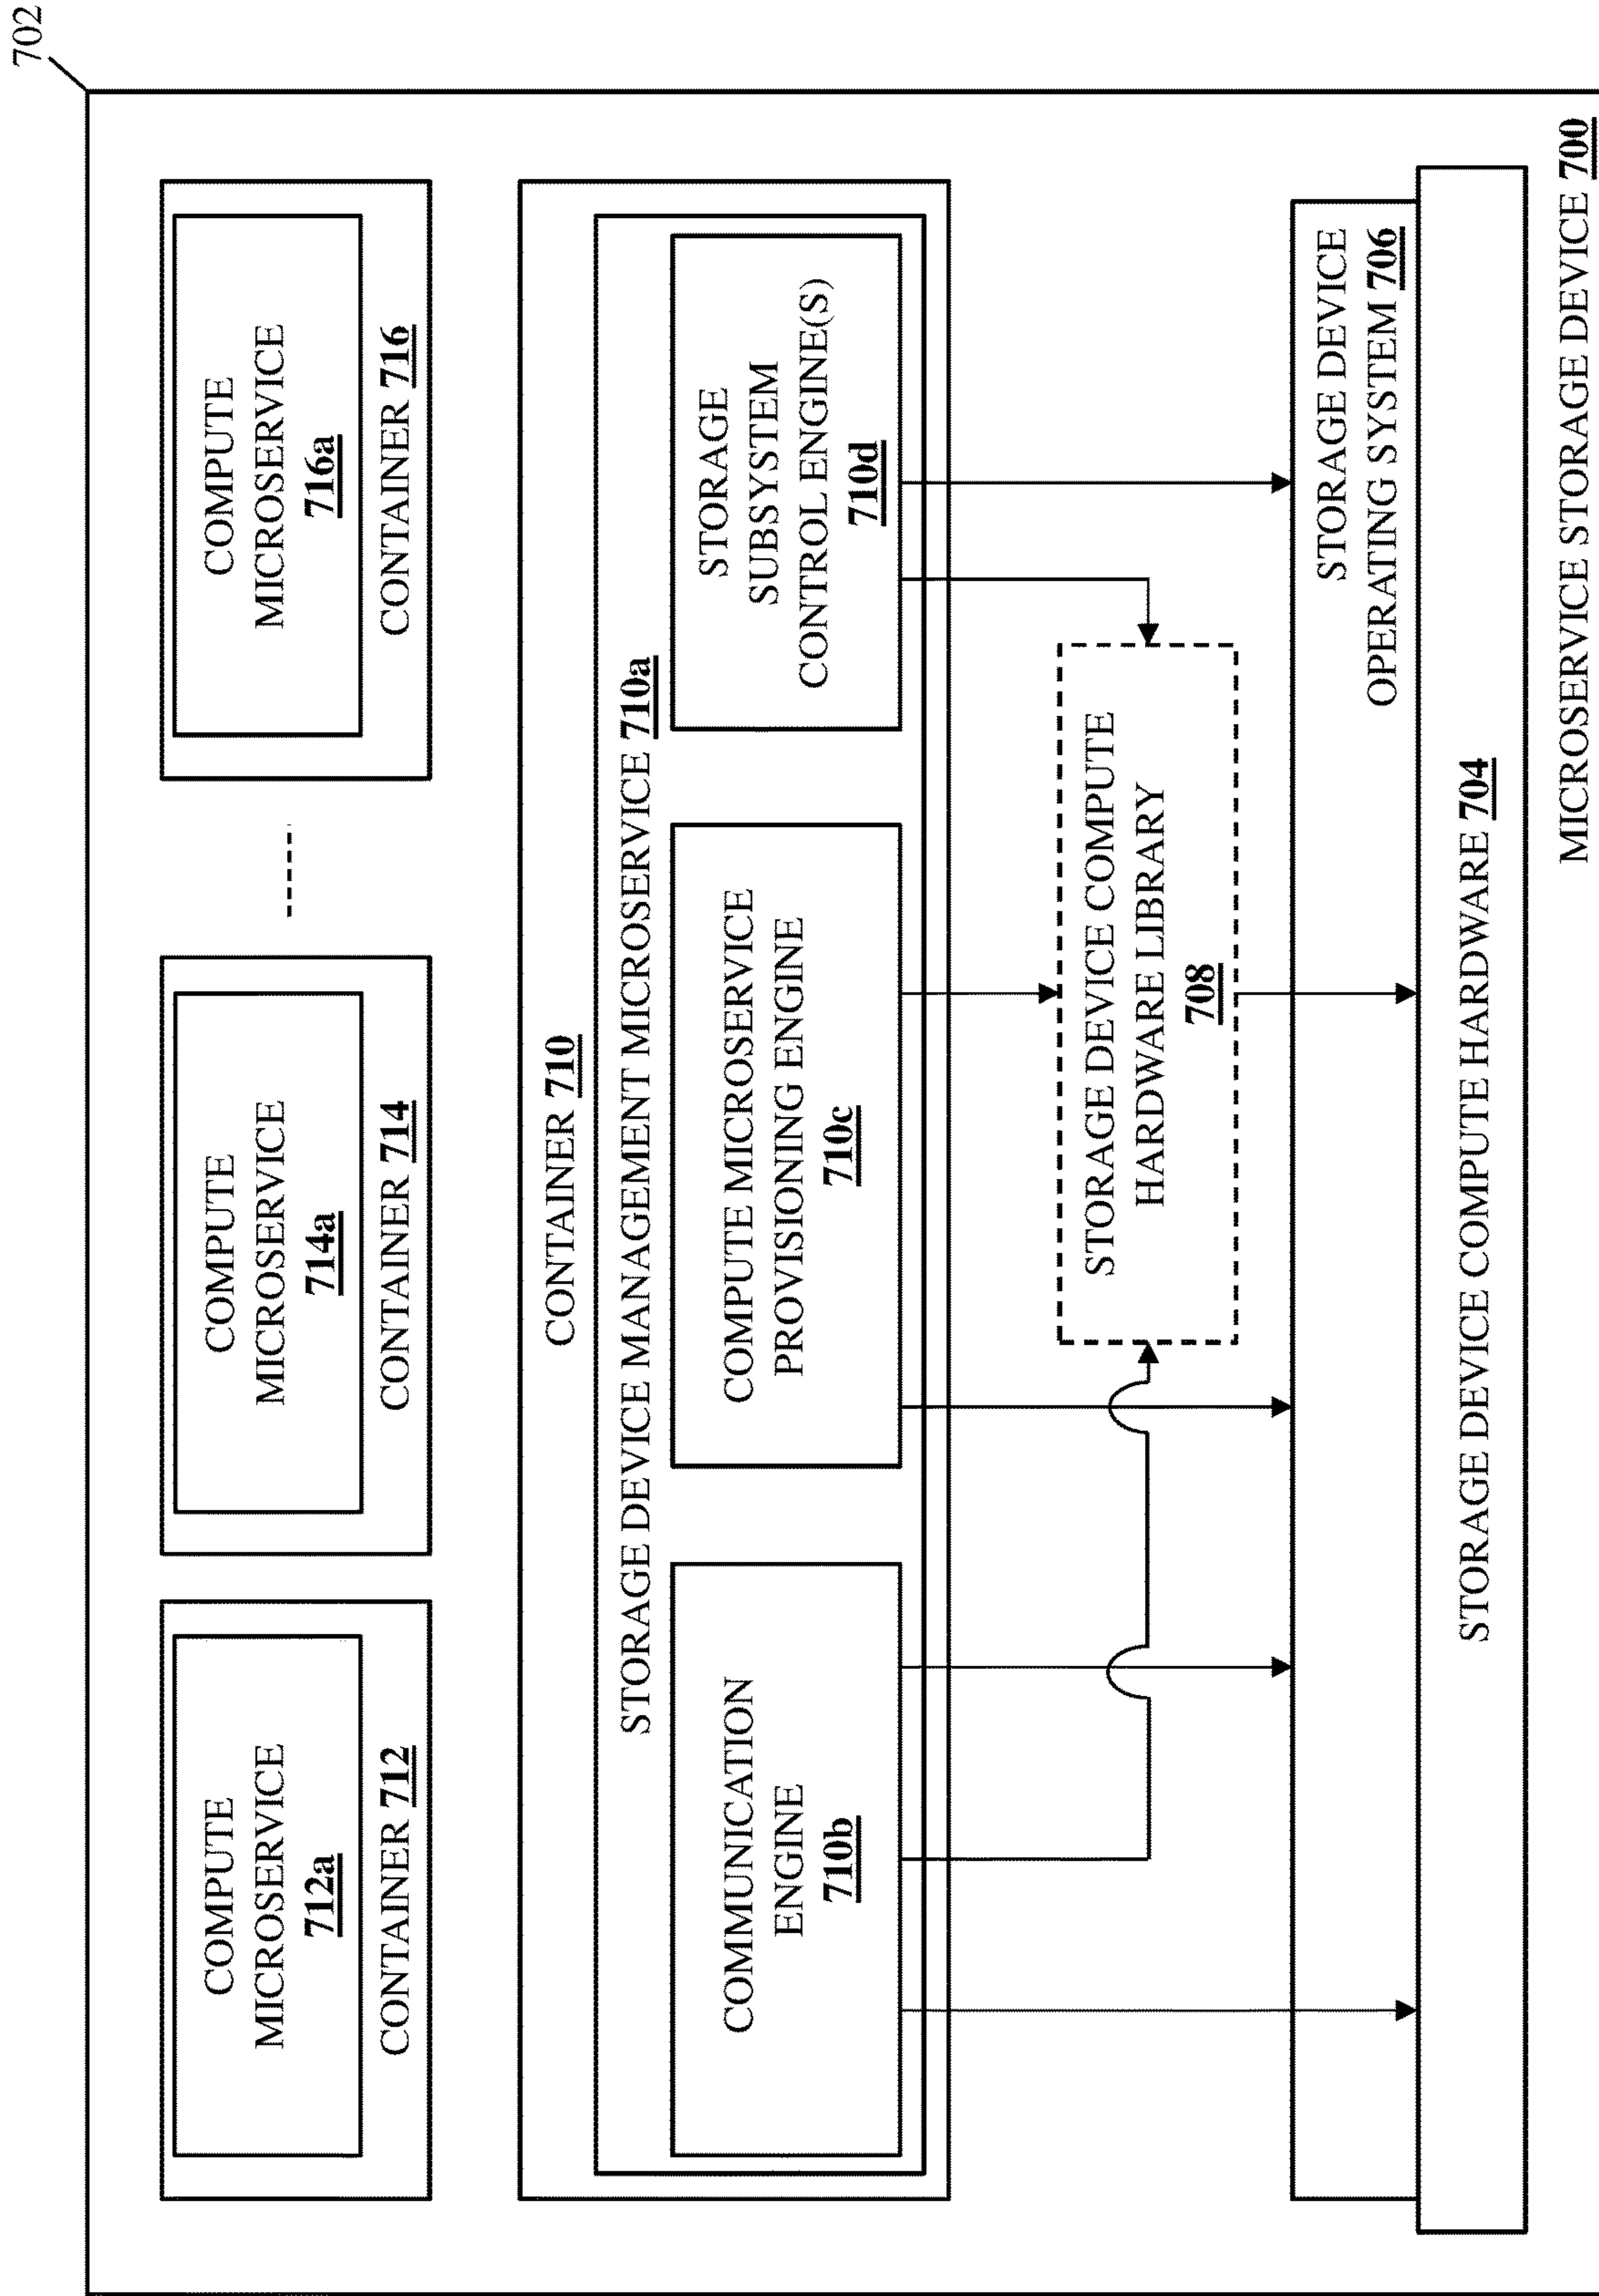 702
COMPUTE
MICROSERVICE
712a
CONTAINER 712
COMPUTE
MICROSERVICE
714a
CONTAINER 714
COMPUTE
MICROSERVICE
716a
CONTAINER 716
CONTAINER 710
STORAGE DEVICE MANAGEMENT MICROSERVICE 710a
COMMUNICATION
ENGINE
710b
COMPUTE MICROSERVICE
PROVISIONING ENGINE
710c
STORAGE
SUBSYSTEM
CONTROL ENGINE(S)
710d
STORAGE DEVICE COMPUTE
HARDWARE LIBRARY
708
STORAGE DEVICE
OPERATING SYSTEM 706
STORAGE DEVICE COMPUTE HARDWARE 704
MICROSERVICE STORAGE DEVICE 700